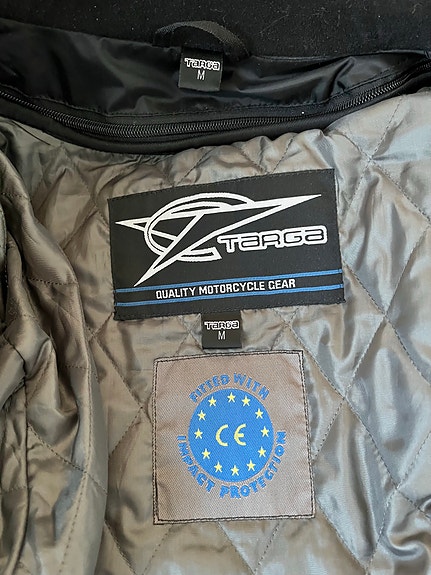 TARGA
M
TARGA
QUALITY MOTORCYCLE GEAR
TARGA
M
FITTED WITH
CE
IMPACT PROTECTION